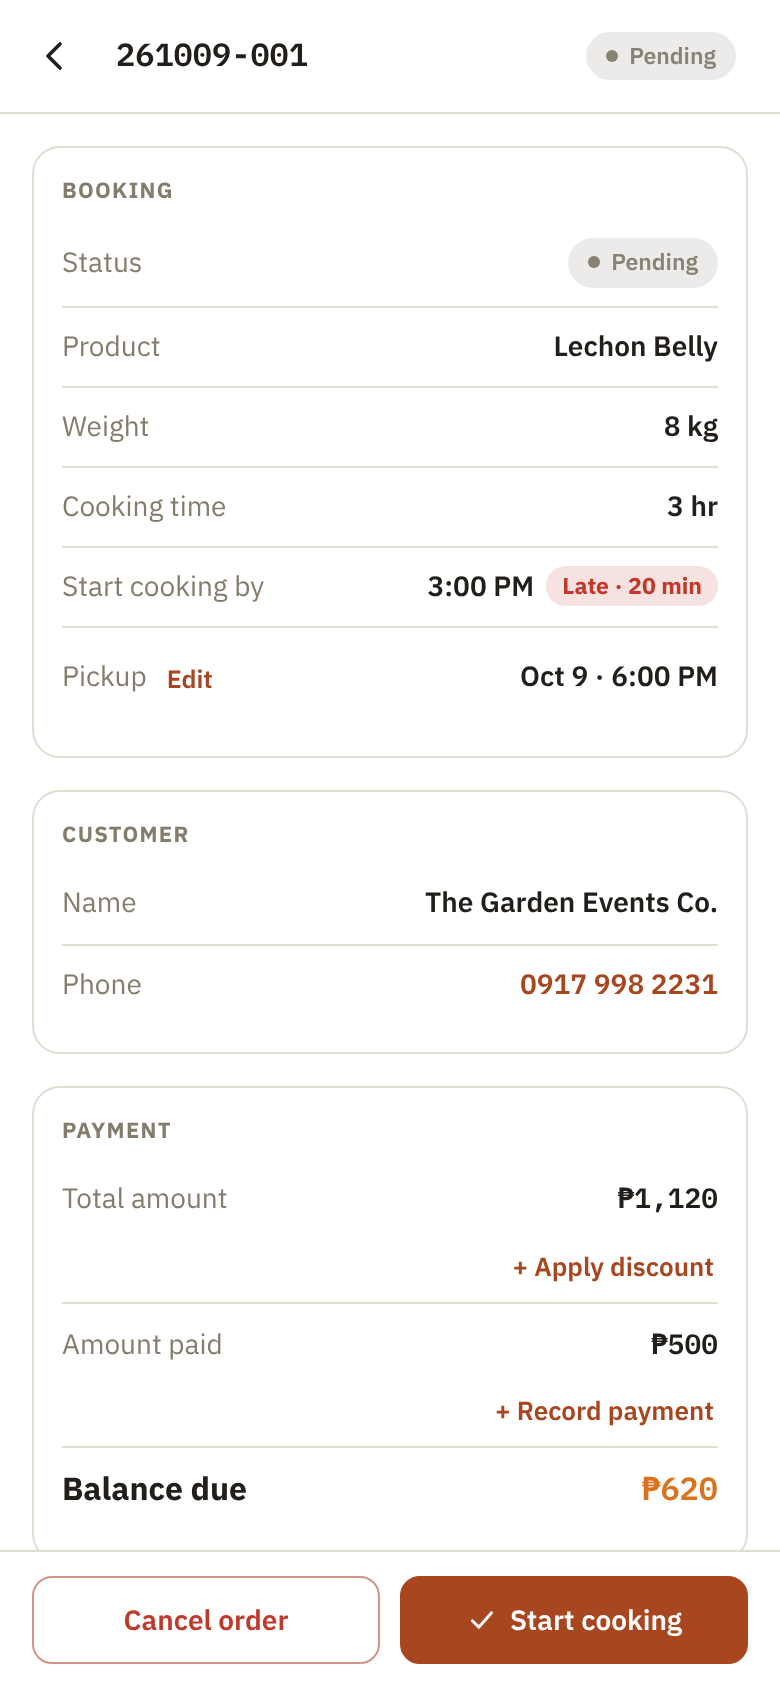 261009-001
Pending
BOOKING
Status Pending
Product Lechon Belly
Weight 8 kg
Cooking time 3 hr
Start cooking by 3:00 PM Late · 20 min
Pickup Edit Oct 9 · 6:00 PM
CUSTOMER
Name The Garden Events Co.
Phone 0917 998 2231
PAYMENT
Total amount ₱1,120
+ Apply discount
Amount paid ₱500
+ Record payment
Balance due ₱620
Cancel order
Start cooking